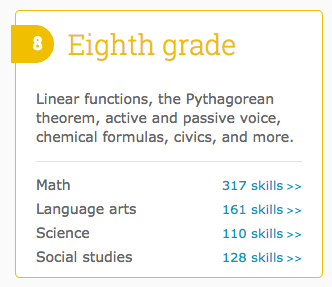 8 Eighth grade
Linear functions, the Pythagorean
theorem, active and passive voice,
chemical formulas, civics, and more.
Math 317 skills >>
Language arts 161 skills >>
Science 110 skills >>
Social studies 128 skills >>